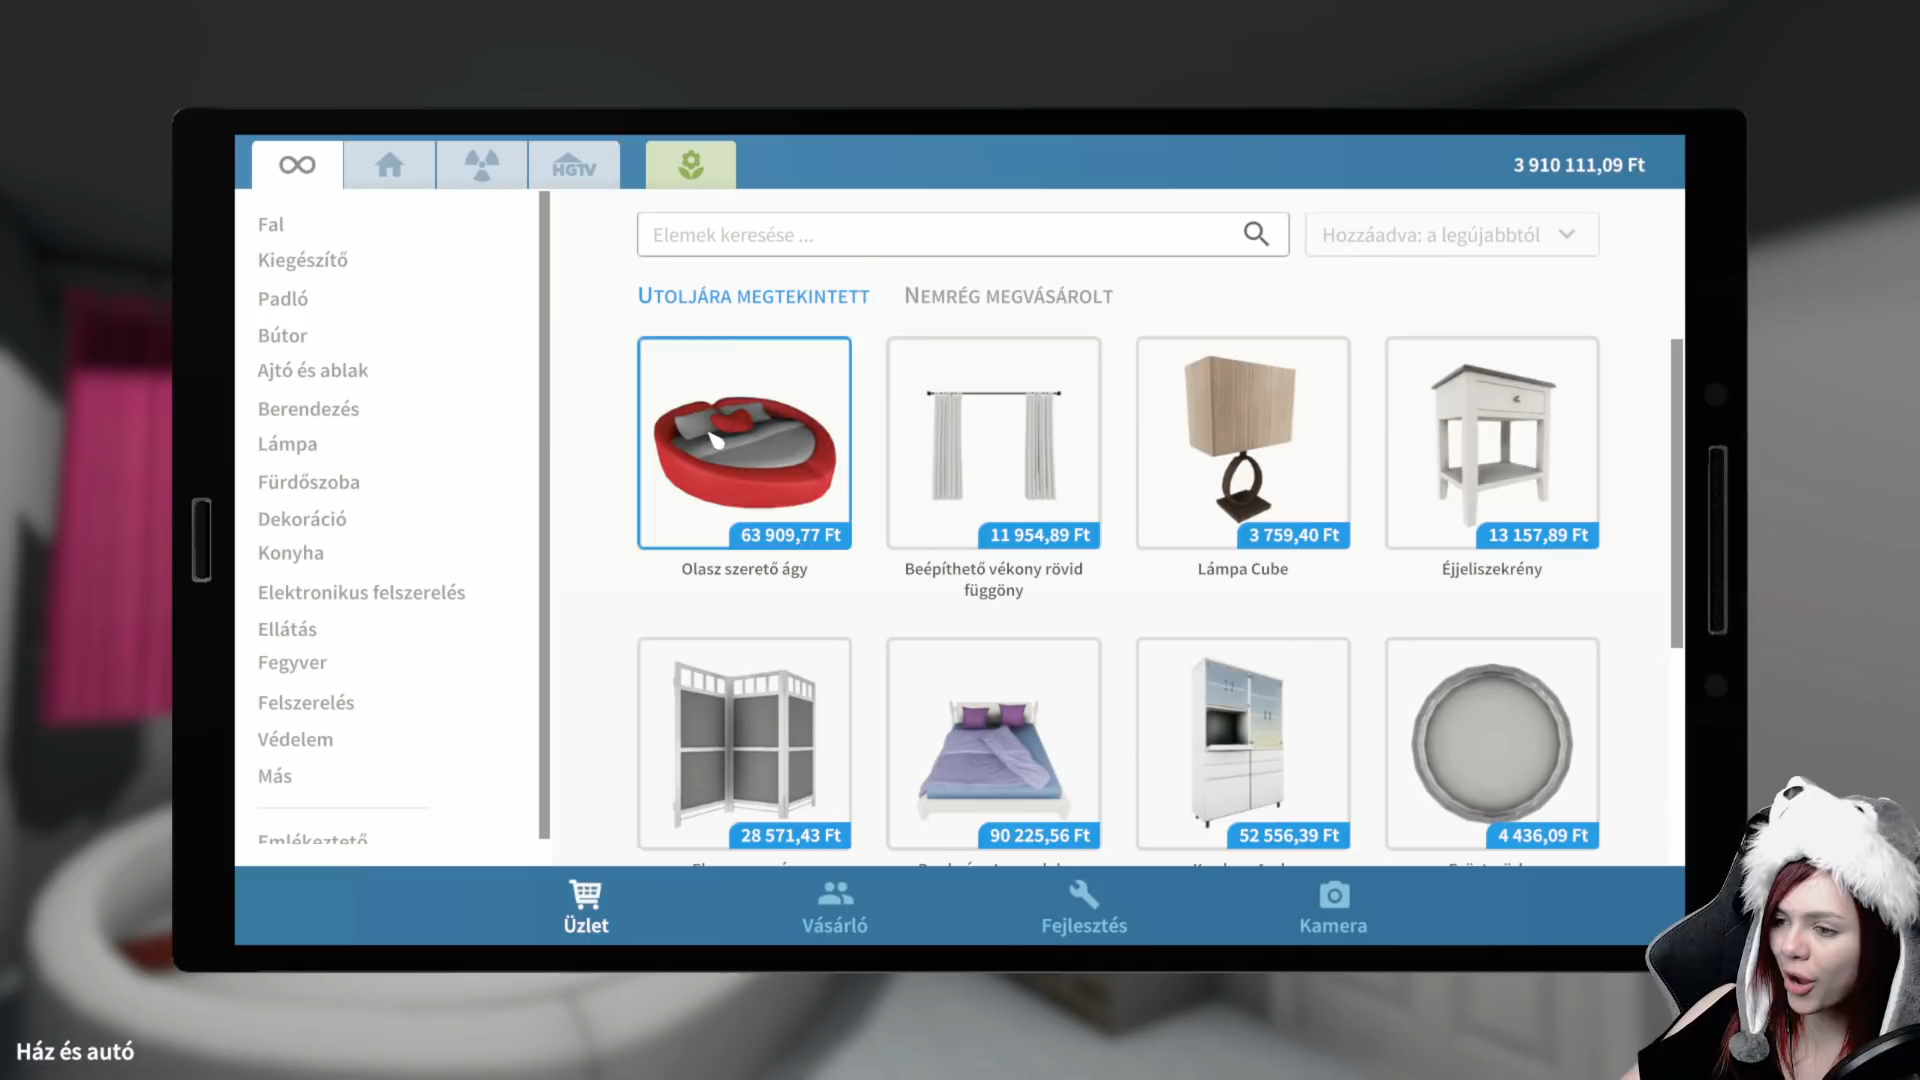 HGTV
3 910 111,09 Ft
Fal
Kiegészítő
Padló
Bútor
Ajtó és ablak
Berendezés
Lámpa
Fürdőszoba
Dekoráció
Konyha
Elektronikus felszerelés
Ellátás
Fegyver
Felszerelés
Védelem
Más
Emlékeztető
Elemek keresése ...
Hozzáadva: a legújabbtól
UTOLJÁRA MEGTEKINTETT
NEMRÉG MEGVÁSÁROLT
63 909,77 Ft
11 954,89 Ft
3 759,40 Ft
13 157,89 Ft
Olasz szerető ágy
Beépíthető vékony rövid
függöny
Lámpa Cube
Éjjeliszekrény
28 571,43 Ft
90 225,56 Ft
52 556,39 Ft
4 436,09 Ft
Üzlet
Vásárló
Fejlesztés
Kamera
Ház és autó